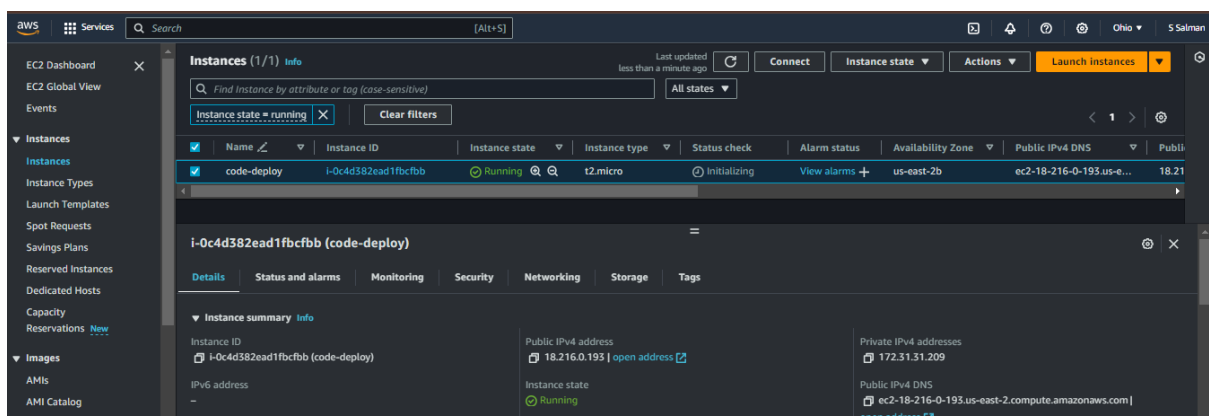 aws Services Search [Alt+S] Ohio ▼ S Salman
EC2 Dashboard
EC2 Global View
Events
▼ Instances
Instances
Instance Types
Launch Templates
Spot Requests
Savings Plans
Reserved Instances
Dedicated Hosts
Capacity
Reservations New
▼ Images
AMIs
AMI Catalog
Instances (1/1) Info
Last updated
less than a minute ago
Connect Instance state ▼ Actions ▼ Launch instances ▼
Find Instance by attribute or tag (case-sensitive) All states ▼
Instance state = running Clear filters < 1 >
Name Instance ID Instance state Instance type Status check Alarm status Availability Zone Public IPv4 DNS Publi
code-deploy i-0c4d382ead1fbcfbb Running t2.micro Initializing View alarms + us-east-2b ec2-18-216-0-193.us-e... 18.21
i-0c4d382ead1fbcfbb (code-deploy)
Details Status and alarms Monitoring Security Networking Storage Tags
▼ Instance summary Info
Instance ID Public IPv4 address Private IPv4 addresses
i-0c4d382ead1fbcfbb (code-deploy) 18.216.0.193 | open address 172.31.31.209
IPv6 address Instance state Public IPv4 DNS
– Running ec2-18-216-0-193.us-east-2.compute.amazonaws.com |
open address